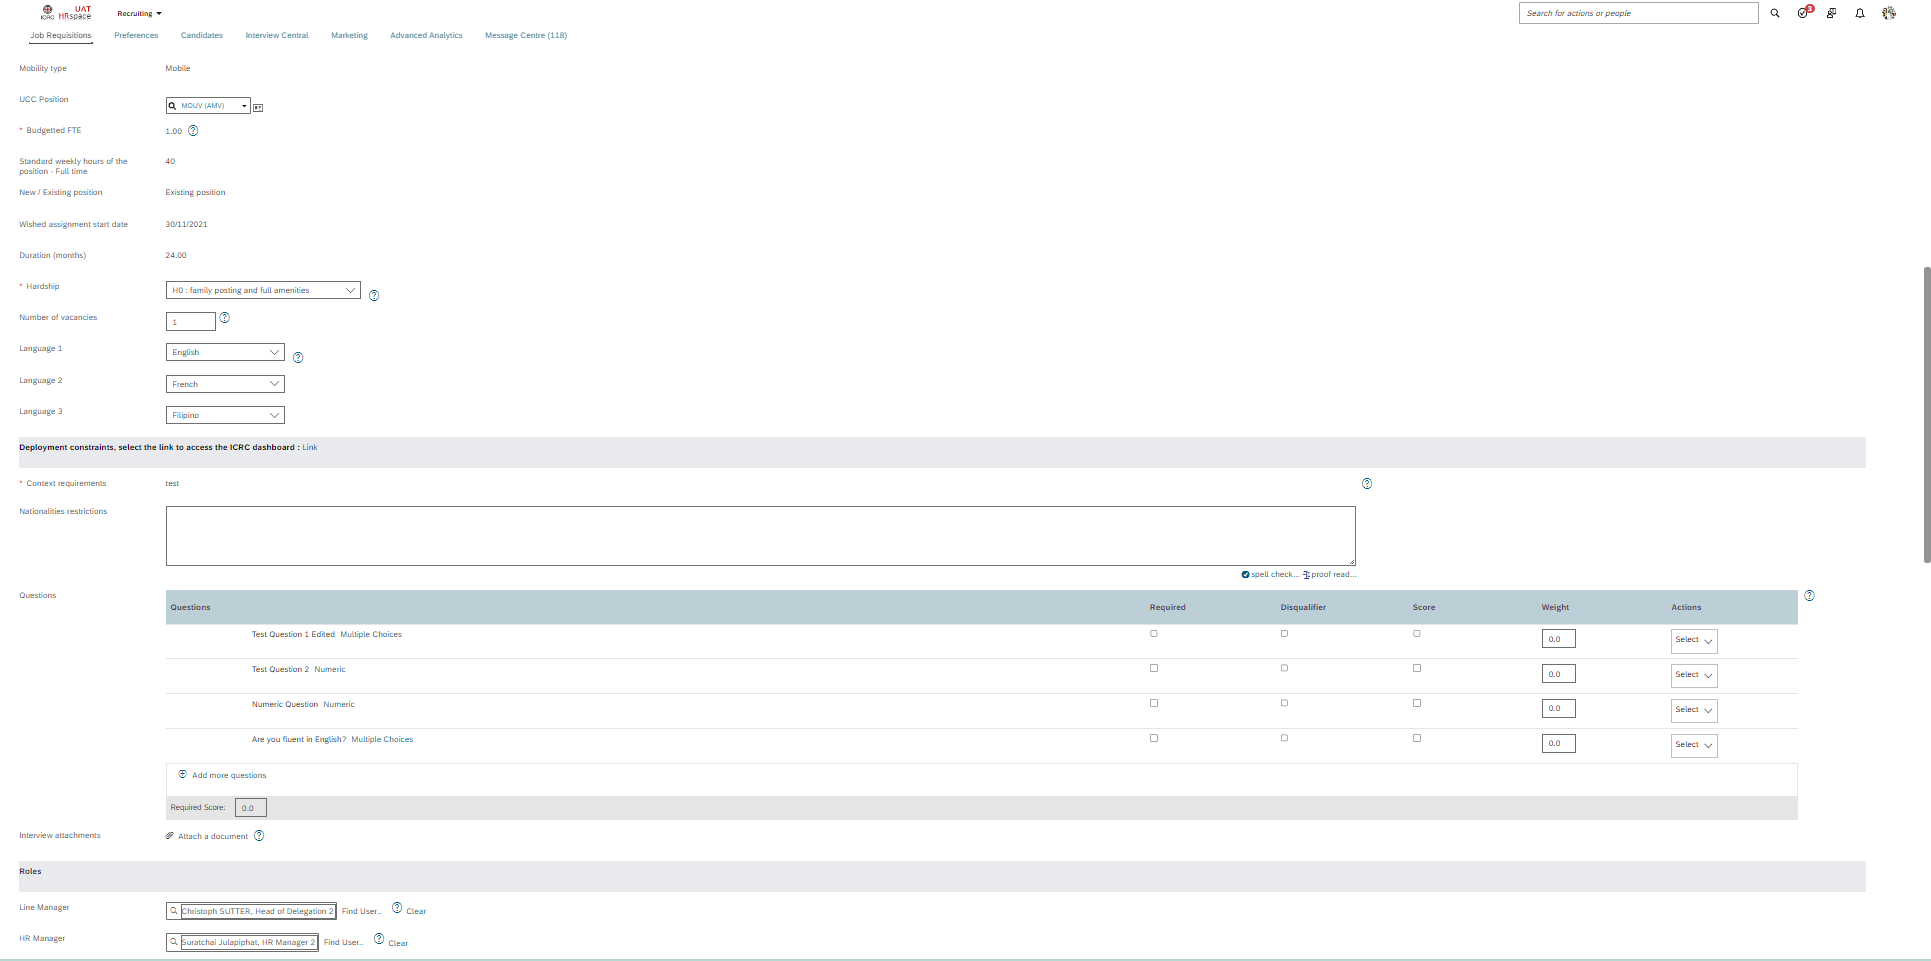 ICRC
UAT
HRspace
Recruiting
Search for actions or people
3
Job Requisitions
Preferences
Candidates
Interview Central
Marketing
Advanced Analytics
Message Centre (118)
Mobility type
Mobile
UCC Position
MOUV (AMV)
* Budgetted FTE
1.00
Standard weekly hours of the
position - Full time
40
New / Existing position
Existing position
Wished assignment start date
30/11/2021
Duration (months)
24.00
* Hardship
H0 : family posting and full amenities
Number of vacancies
1
Language 1
English
Language 2
French
Language 3
Filipino
Deployment constraints, select the link to access the ICRC dashboard : Link
* Context requirements
test
Nationalities restrictions
spell check... proof read...
Questions
Questions Required Disqualifier Score Weight Actions
Test Question 1 Edited Multiple Choices 0.0 Select
Test Question 2 Numeric 0.0 Select
Numeric Question Numeric 0.0 Select
Are you fluent in English? Multiple Choices 0.0 Select
Add more questions
Required Score: 0.0
Interview attachments
Attach a document
Roles
Line Manager
Christoph SUTTER, Head of Delegation 2 Find User.. Clear
HR Manager
Suratchai Julapiphat, HR Manager 2 Find User.. Clear